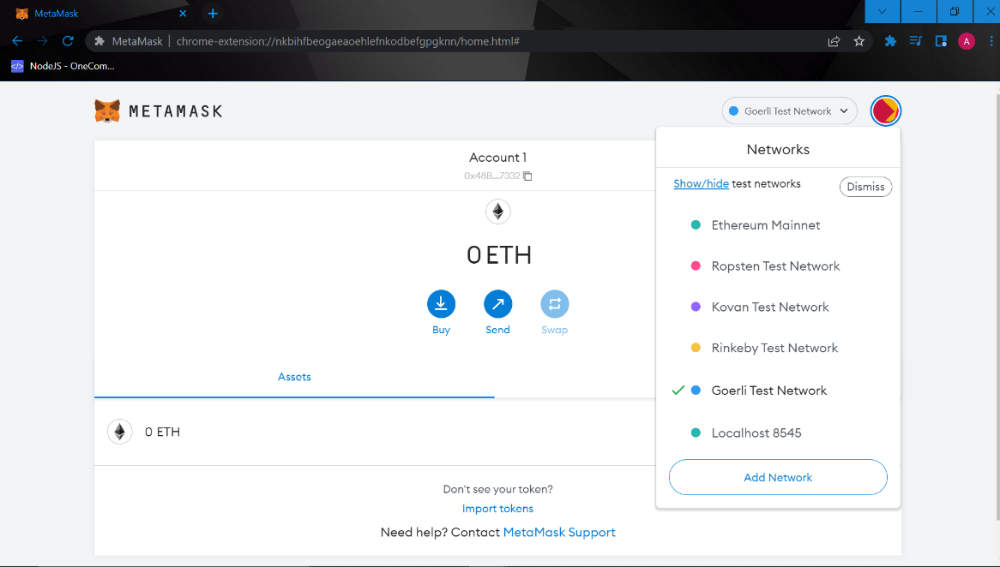 MetaMask
MetaMask | chrome-extension://nkbihfbeogaeaoehlefnkodbefgpgknn/home.html#
A
</> NodeJS - OneCom...
METAMASK
Goerli Test Network
Account 1
0x48B...7332
0 ETH
Buy
Send
Swap
Assets
0 ETH
Don't see your token?
Import tokens
Need help? Contact MetaMask Support
Networks
Show/hide test networks
Dismiss
Ethereum Mainnet
Ropsten Test Network
Kovan Test Network
Rinkeby Test Network
Goerli Test Network
Localhost 8545
Add Network